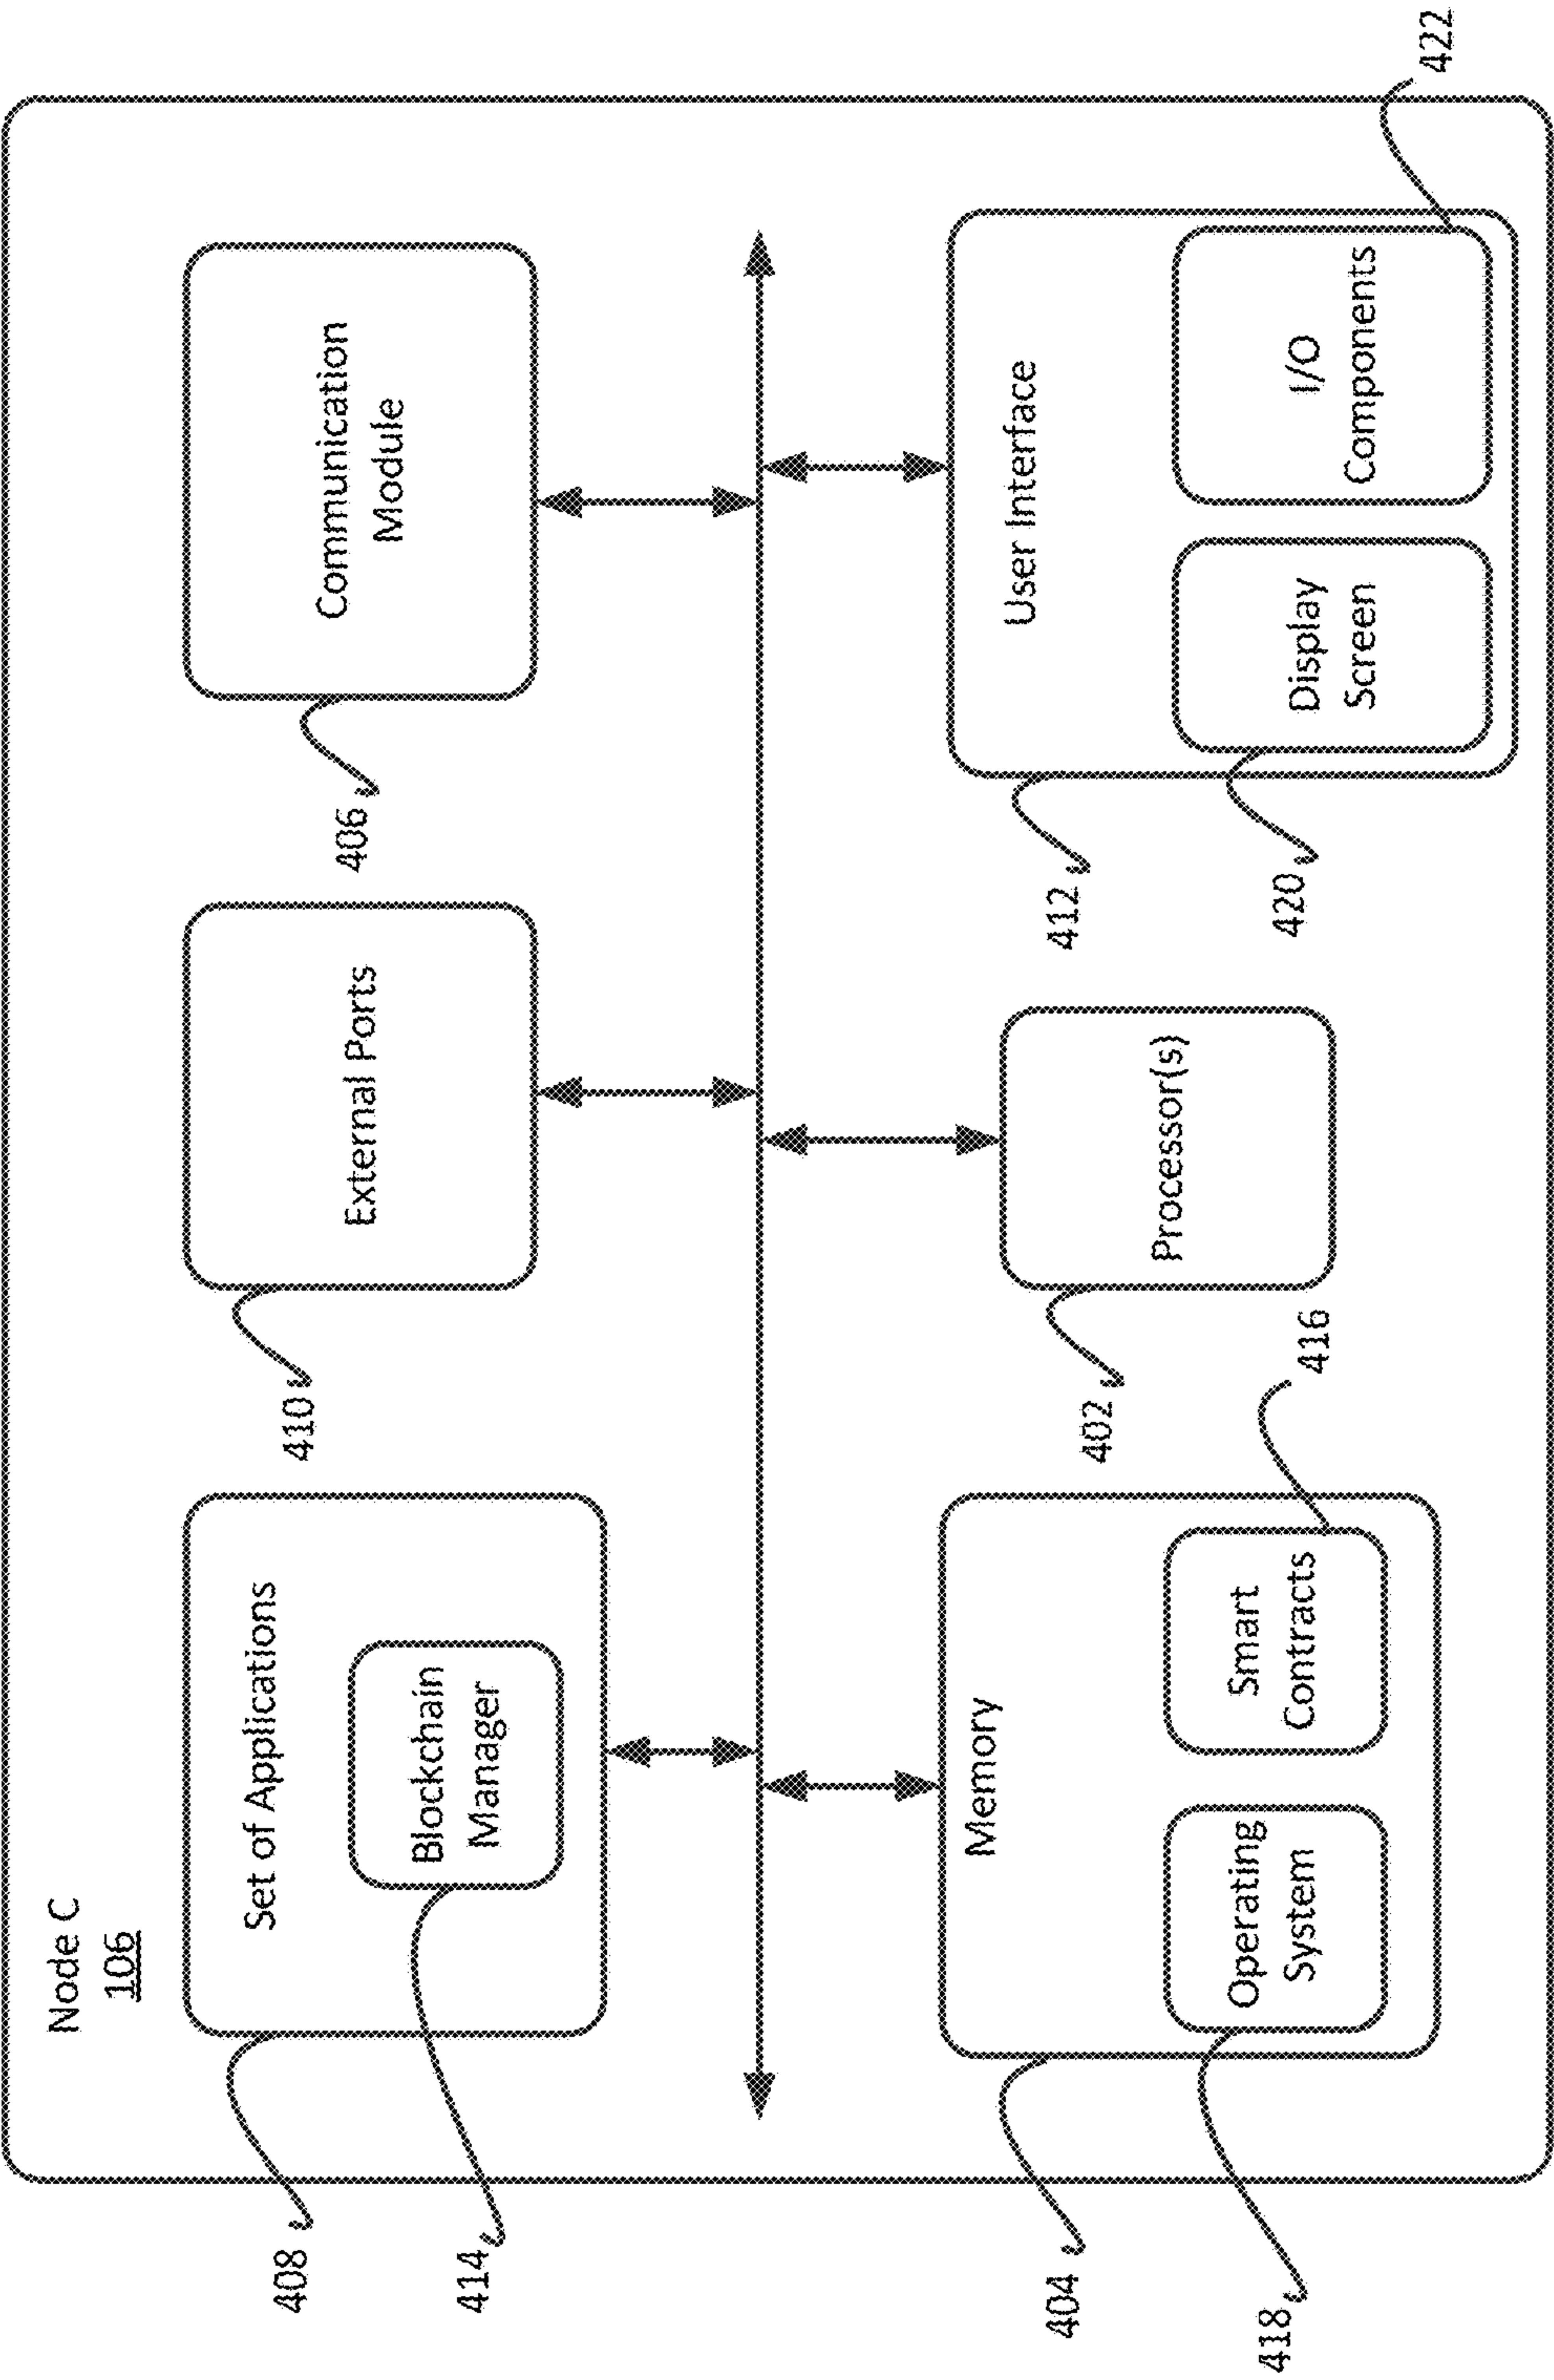 Node C
106
408
Set of Applications
414
Blockchain
Manager
410
External Ports
406
Communication
Module
404
Memory
418
Operating
System
416
Smart
Contracts
402
Processor(s)
412
User Interface
420
Display
Screen
422
I/O
Components